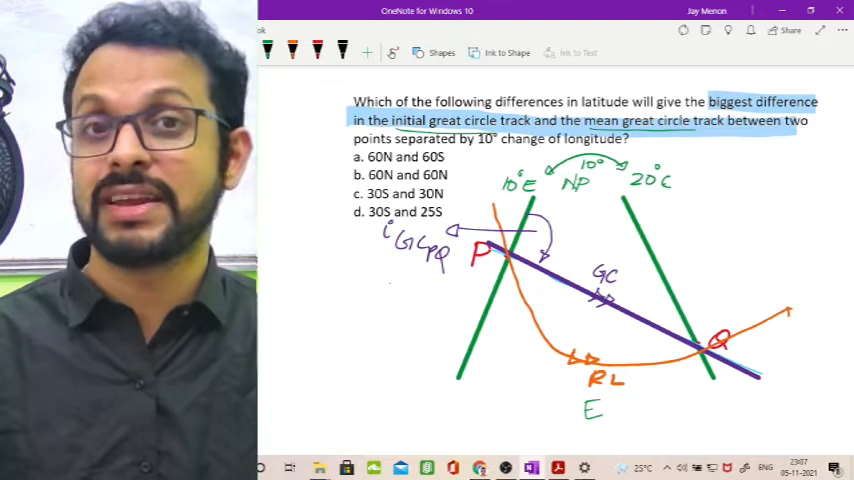 OneNote for Windows 10
Jay Menon
Share
Shapes
Ink to Shape
Ink to Text
Which of the following differences in latitude will give the biggest difference
in the initial great circle track and the mean great circle track between two
points separated by 10° change of longitude?
a. 60N and 60S
b. 60N and 60N
c. 30S and 30N
d. 30S and 25S
10°
10°E
NP
iGCPQ
P
GC
Q
RL
E
25°C
ENG
23:07
05-11-2021